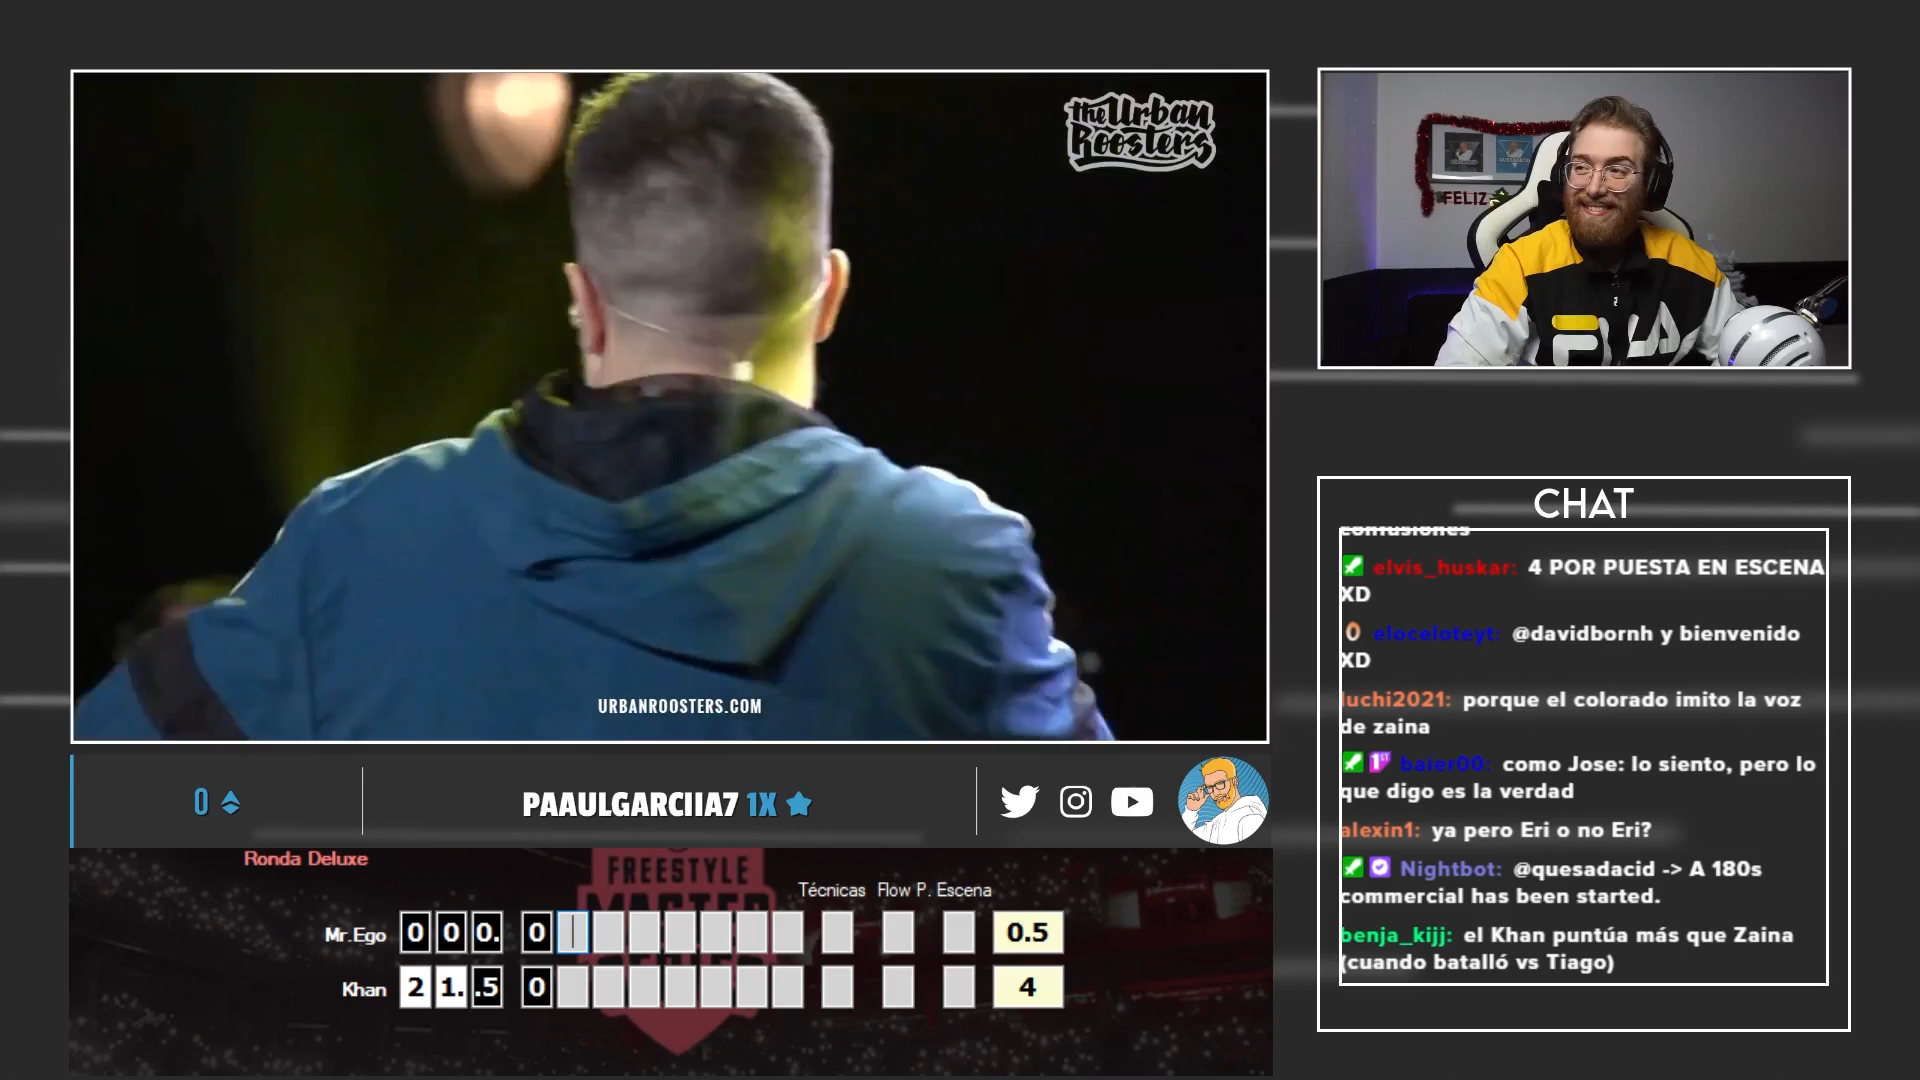 the Urban
Roosters
URBANROOSTERS.COM
FELIZ
FILA
CHAT
confusiones
elvis_huskar: 4 POR PUESTA EN ESCENA
XD
eloceloteyt: @davidbornh y bienvenido
XD
luchi2021: porque el colorado imito la voz
de zaina
baier00: como Jose: lo siento, pero lo
que digo es la verdad
alexin1: ya pero Eri o no Eri?
Nightbot: @quesadacid -> A 180s
commercial has been started.
benja_kijj: el Khan puntúa más que Zaina
(cuando batalló vs Tiago)
0
PAAULGARCIIA7 1X
Ronda Deluxe
FREESTYLE
MASTER
Técnicas Flow P. Escena
Mr.Ego 0 0 0. 0 0.5
Khan 2 1. .5 0 4